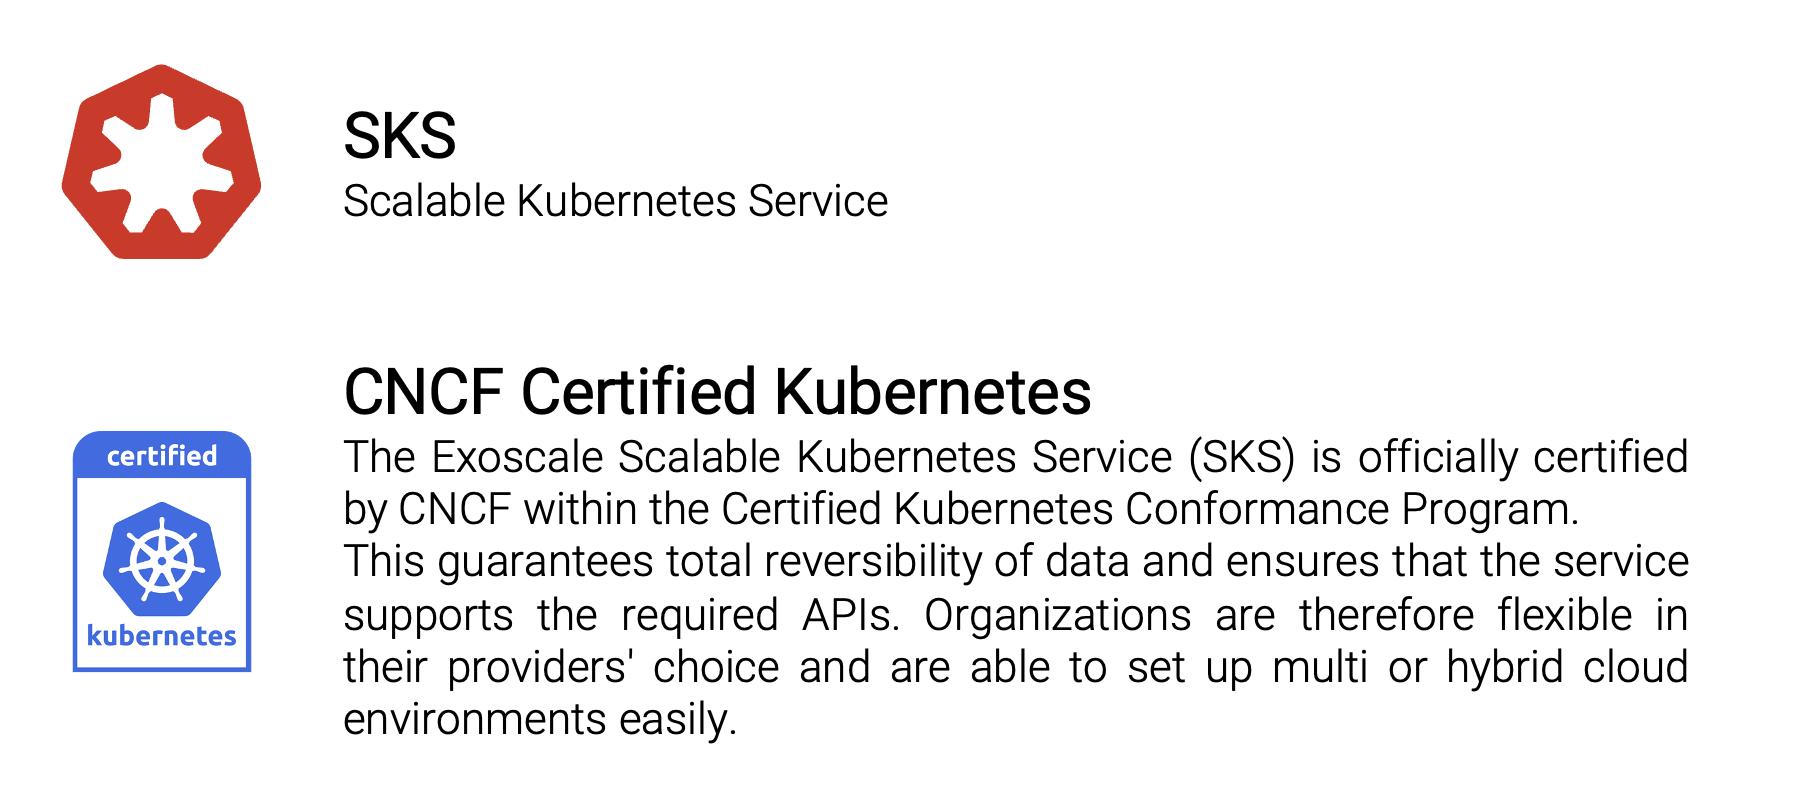 SKS
Scalable Kubernetes Service
CNCF Certified Kubernetes
certified
kubernetes
The Exoscale Scalable Kubernetes Service (SKS) is officially certified
by CNCF within the Certified Kubernetes Conformance Program.
This guarantees total reversibility of data and ensures that the service
supports the required APIs. Organizations are therefore flexible in
their providers' choice and are able to set up multi or hybrid cloud
environments easily.